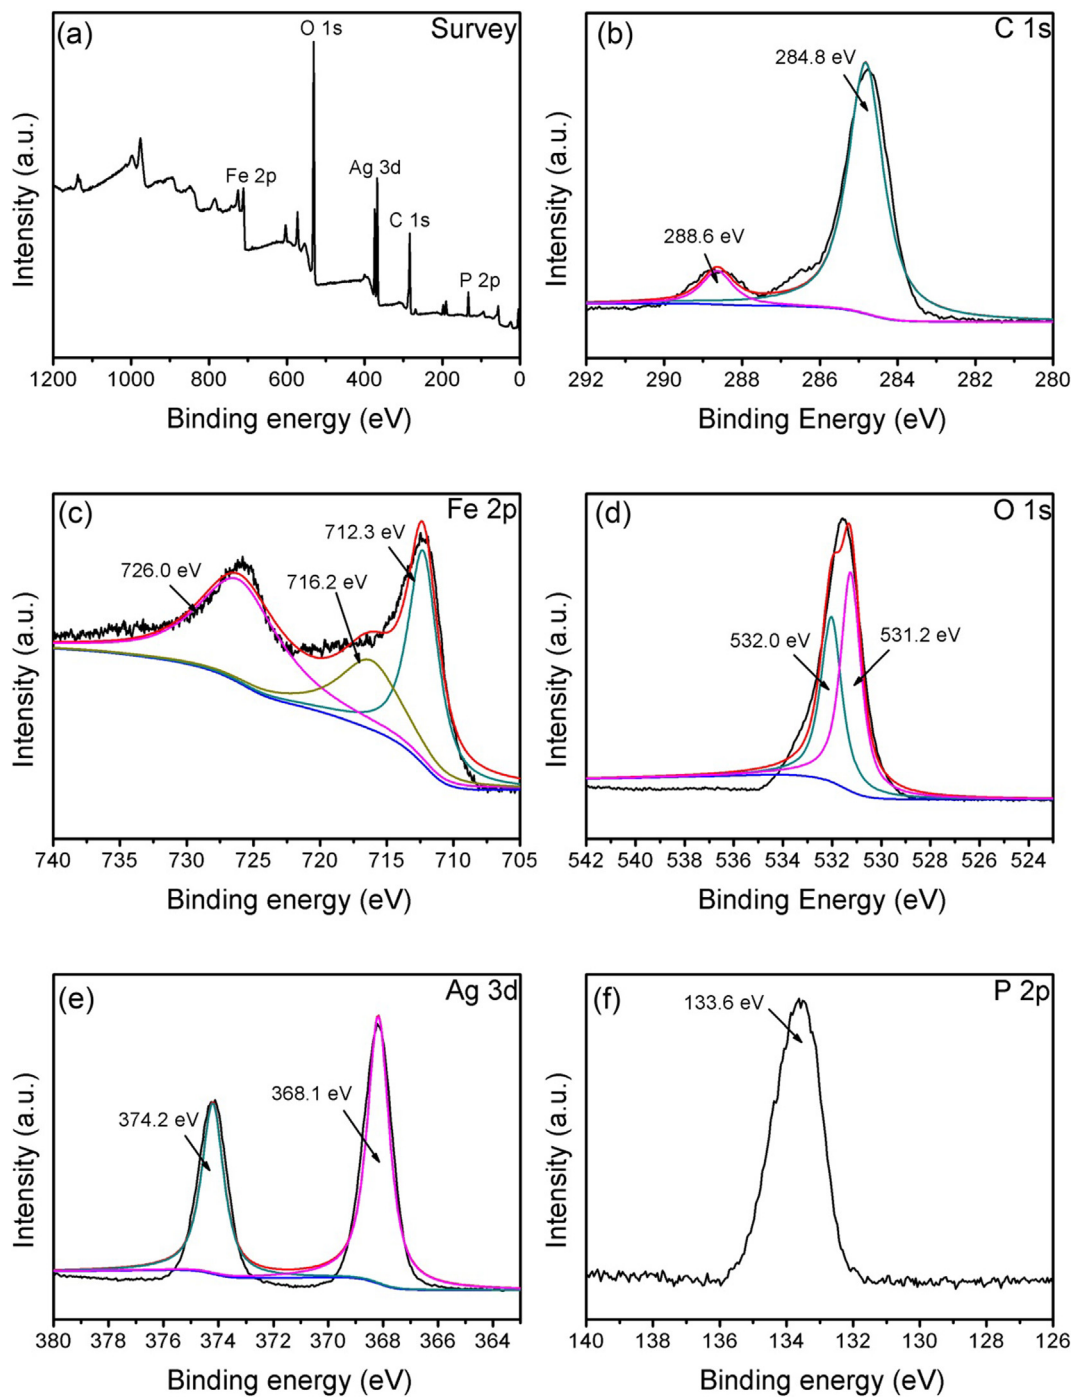 (a)
Survey
O 1s
Fe 2p
Ag 3d
C 1s
P 2p
Intensity (a.u.)
1200 1000 800 600 400 200 0
Binding energy (eV)
(b)
C 1s
284.8 eV
288.6 eV
Intensity (a.u.)
292 290 288 286 284 282 280
Binding Energy (eV)
(c)
Fe 2p
712.3 eV
726.0 eV
716.2 eV
Intensity (a.u.)
740 735 730 725 720 715 710 705
Binding energy (eV)
(d)
O 1s
532.0 eV
531.2 eV
Intensity (a.u.)
542 540 538 536 534 532 530 528 526 524
Binding Energy (eV)
(e)
Ag 3d
374.2 eV
368.1 eV
Intensity (a.u.)
380 378 376 374 372 370 368 366 364
Binding energy (eV)
(f)
P 2p
133.6 eV
Intensity (a.u.)
140 138 136 134 132 130 128 126
Binding energy (eV)